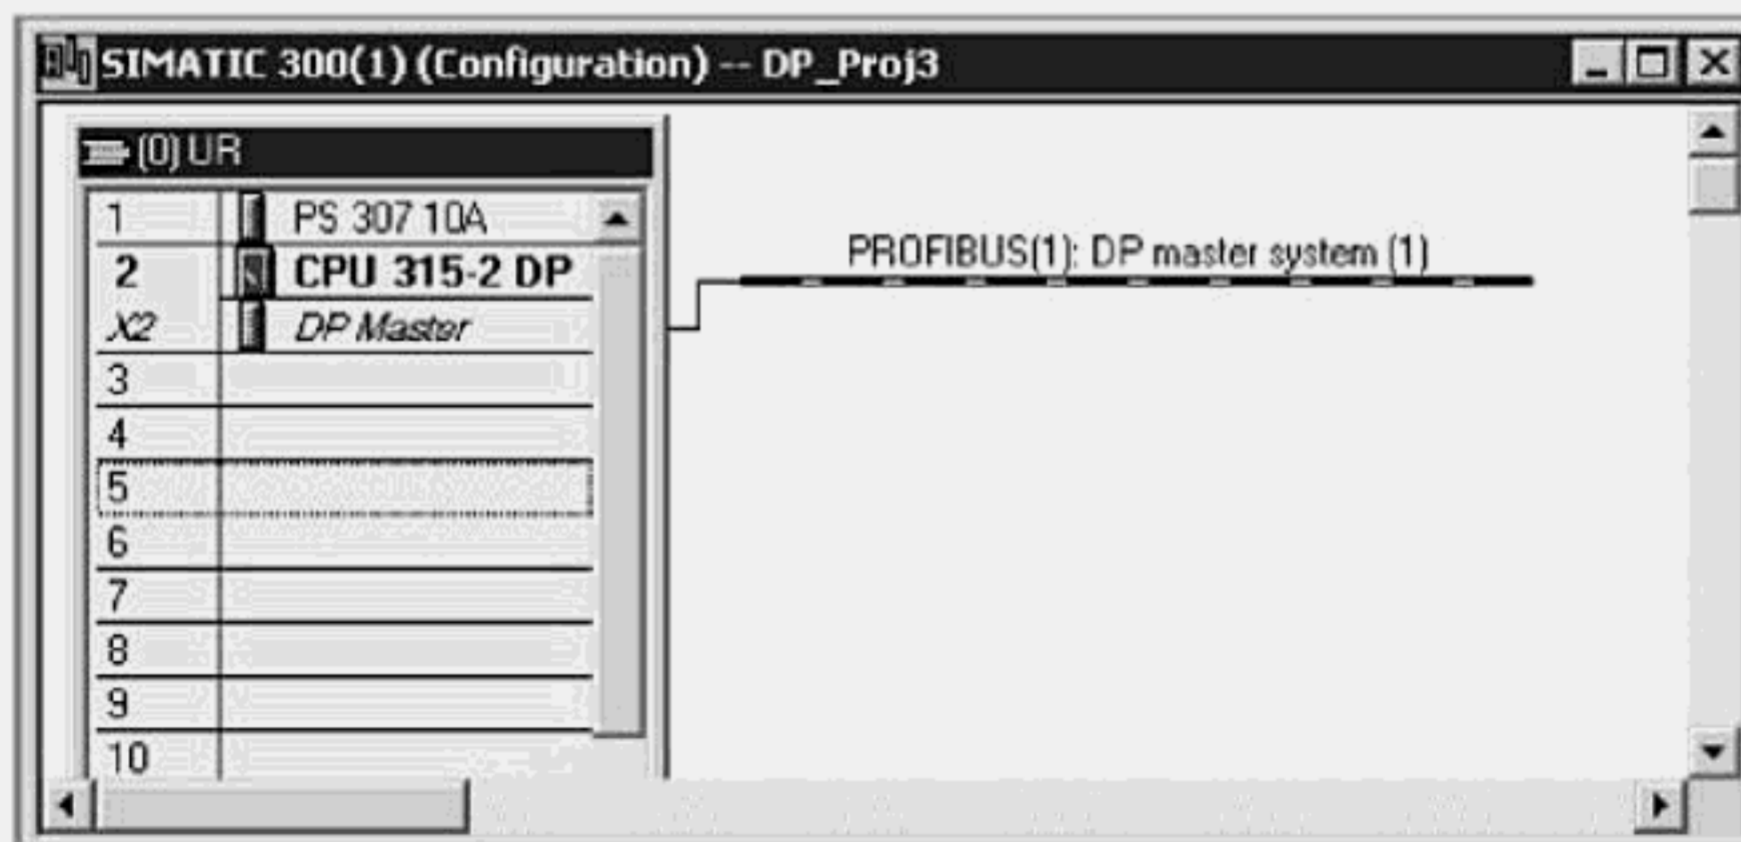 SIMATIC 300(1) (Configuration) -- DP_Proj3
(0) UR
1 PS 307 10A
2 CPU 315-2 DP
X2 DP Master
3
4
5
6
7
8
9
10
PROFIBUS(1): DP master system (1)